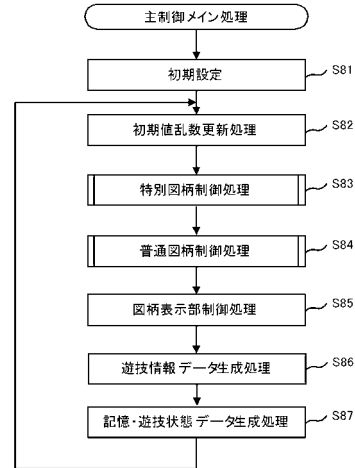 主制御メイン処理
初期設定
S81
初期値乱数更新処理
S82
特別図柄制御処理
S83
普通図柄制御処理
S84
図柄表示部制御処理
S85
遊技情報データ生成処理
S86
記憶・遊技状態データ生成処理
S87